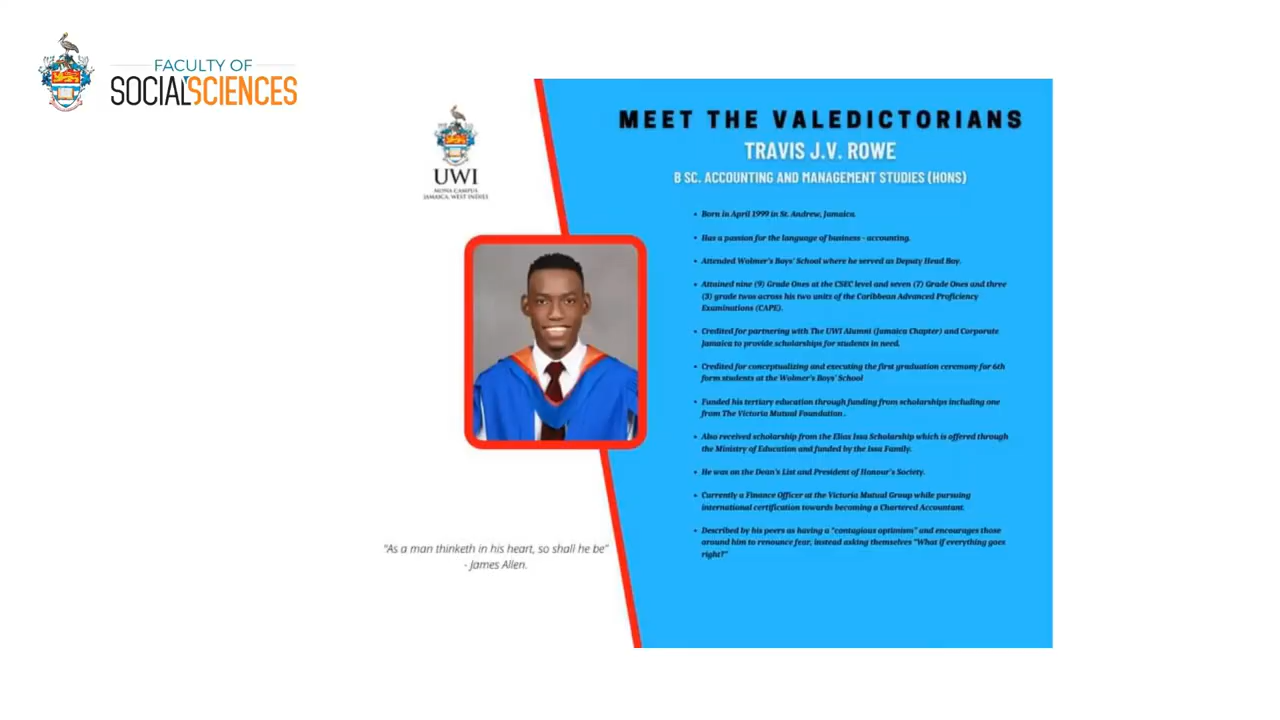 FACULTY OF
SOCIAL SCIENCES
UWI
MONA CAMPUS
JAMAICA, WEST INDIES
MEET THE VALEDICTORIANS
TRAVIS J.V. ROWE
B SC. ACCOUNTING AND MANAGEMENT STUDIES (HONS)
• Born in April 1999 in St. Andrew, Jamaica.
• Has a passion for the language of business - accounting.
• Attended Wolmer's Boys' School where he served as Deputy Head Boy.
• Attained nine (9) Grade Ones at the CSEC level and seven (7) Grade Ones and three
(3) grade twos across his two units of the Caribbean Advanced Proficiency
Examinations (CAPE).
• Credited for partnering with The UWI Alumni (Jamaica Chapter) and Corporate
Jamaica to provide scholarships for students in need.
• Credited for conceptualizing and executing the first graduation ceremony for 6th
form students at the Wolmer's Boys' School
• Funded his tertiary education through funding from scholarships including one
from The Victoria Mutual Foundation .
• Also received scholarship from the Elias Issa Scholarship which is offered through
the Ministry of Education and funded by the Issa Family.
• He was on the Dean's List and President of Honour's Society.
• Currently a Finance Officer at the Victoria Mutual Group while pursuing
international certification towards becoming a Chartered Accountant.
• Described by his peers as having a "contagious optimism" and encourages those
around him to renounce fear, instead asking themselves "What if everything goes
right?"
"As a man thinketh in his heart, so shall he be"
- James Allen.